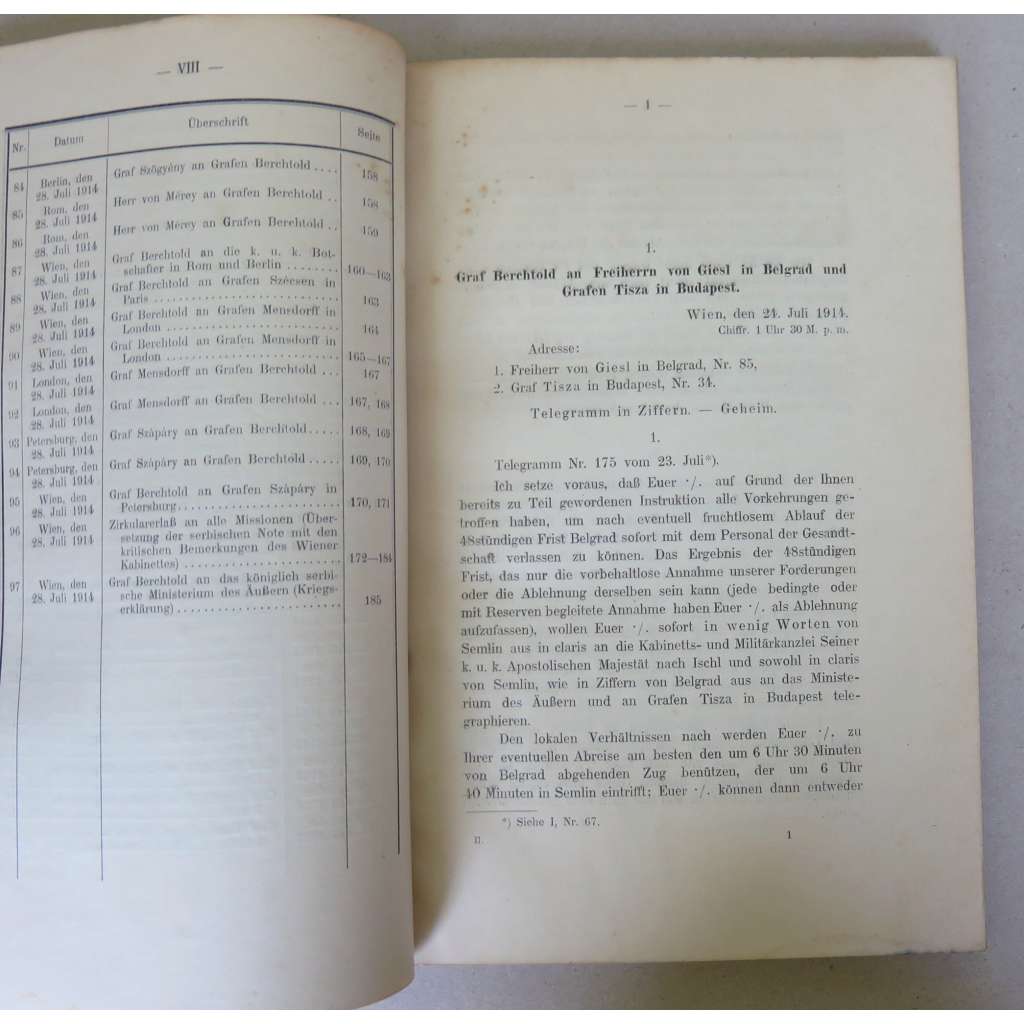 — VIII —
Nr. Datum Überschrift Seite
84 Berlin, den 28. Juli 1914 Graf Szögyény an Grafen Berchtold .... 158
85 Rom, den 28. Juli 1914 Herr von Mérey an Grafen Berchtold .. 158
86 Rom, den 28. Juli 1914 Herr von Mérey an Grafen Berchtold .. 159
87 Wien, den 28. Juli 1914 Graf Berchtold an die k. u. k. Bot-
schafter in Rom und Berlin ........ 160—163
88 Wien, den 28. Juli 1914 Graf Berchtold an Grafen Szécsen in
Paris ............................ 163
89 Wien, den 28. Juli 1914 Graf Berchtold an Grafen Mensdorff in
London .......................... 164
90 Wien, den 28. Juli 1914 Graf Berchtold an Grafen Mensdorff in
London .......................... 165—167
91 London, den 28. Juli 1914 Graf Mensdorff an Grafen Berchtold ... 167
92 London, den 28. Juli 1914 Graf Mensdorff an Grafen Berchtold ... 167, 168
93 Petersburg, den 28. Juli 1914 Graf Szápáry an Grafen Berchtold..... 168, 169
94 Petersburg, den 28. Juli 1914 Graf Szápáry an Grafen Berchtold ..... 169, 170
95 Wien, den 28. Juli 1914 Graf Berchtold an Grafen Szápáry in
Petersburg........................ 170, 171
96 Wien, den 28. Juli 1914 Zirkularerlaß an alle Missionen (Über-
setzung der serbischen Note mit den
kritischen Bemerkungen des Wiener
Kabinettes) ....................... 172—184
97 Wien, den 28. Juli 1914 Graf Berchtold an das königlich serbi-
sche Ministerium des Äußern (Kriegs-
erklärung) ........................ 185
— 1 —
1.
Graf Berchtold an Freiherrn von Giesl in Belgrad und
Grafen Tisza in Budapest.
Wien, den 24. Juli 1914.
Chiffr. 1 Uhr 30 M. p. m.
Adresse:
1. Freiherr von Giesl in Belgrad, Nr. 85,
2. Graf Tisza in Budapest, Nr. 34.
Telegramm in Ziffern. — Geheim.
1.
Telegramm Nr. 175 vom 23. Juli*).
Ich setze voraus, daß Euer ·/. auf Grund der Ihnen
bereits zu Teil gewordenen Instruktion alle Vorkehrungen ge-
troffen haben, um nach eventuell fruchtlosem Ablauf der
48stündigen Frist Belgrad sofort mit dem Personal der Gesandt-
schaft verlassen zu können. Das Ergebnis der 48stündigen
Frist, das nur die vorbehaltlose Annahme unserer Forderungen
oder die Ablehnung derselben sein kann (jede bedingte oder
mit Reserven begleitete Annahme haben Euer ·/. als Ablehnung
aufzufassen), wollen Euer ·/. sofort in wenig Worten von
Semlin aus in claris an die Kabinetts- und Militärkanzlei Seiner
k. u. k. Apostolischen Majestät nach Ischl und sowohl in claris
von Semlin, wie in Ziffern von Belgrad aus an das Ministe-
rium des Äußern und an Grafen Tisza in Budapest tele-
graphieren.
Den lokalen Verhältnissen nach werden Euer ·/. zu
Ihrer eventuellen Abreise am besten den um 6 Uhr 30 Minuten
von Belgrad abgehenden Zug benützen, der um 6 Uhr
40 Minuten in Semlin eintrifft; Euer ·/. können dann entweder
*) Siehe I, Nr. 67.
II. 1